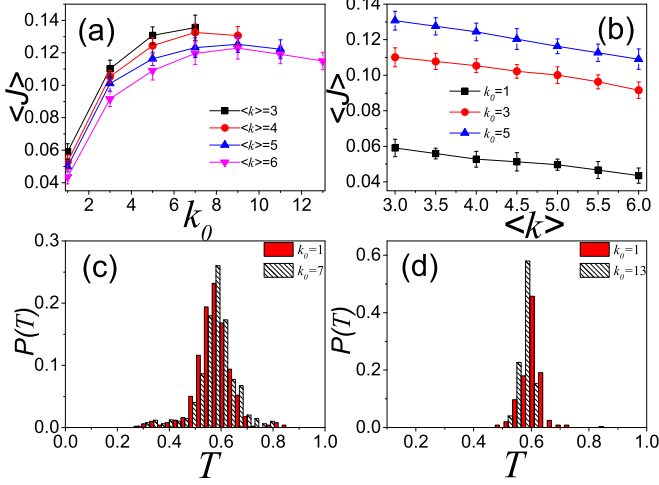 (a)
<J>
0.14
0.12
0.10
0.08
0.06
0.04
2 4 6 8 10 12
k0
<k>=3
<k>=4
<k>=5
<k>=6
(b)
<J>
0.14
0.12
0.10
0.08
0.06
0.04
3.0 3.5 4.0 4.5 5.0 5.5 6.0
<k>
k0=1
k0=3
k0=5
(c)
P(T)
0.3
0.2
0.1
0.0
0.0 0.2 0.4 0.6 0.8 1.0
T
k0=1
k0=7
(d)
P(T)
0.6
0.4
0.2
0.0
0.2 0.4 0.6 0.8 1.0
T
k0=1
k0=13